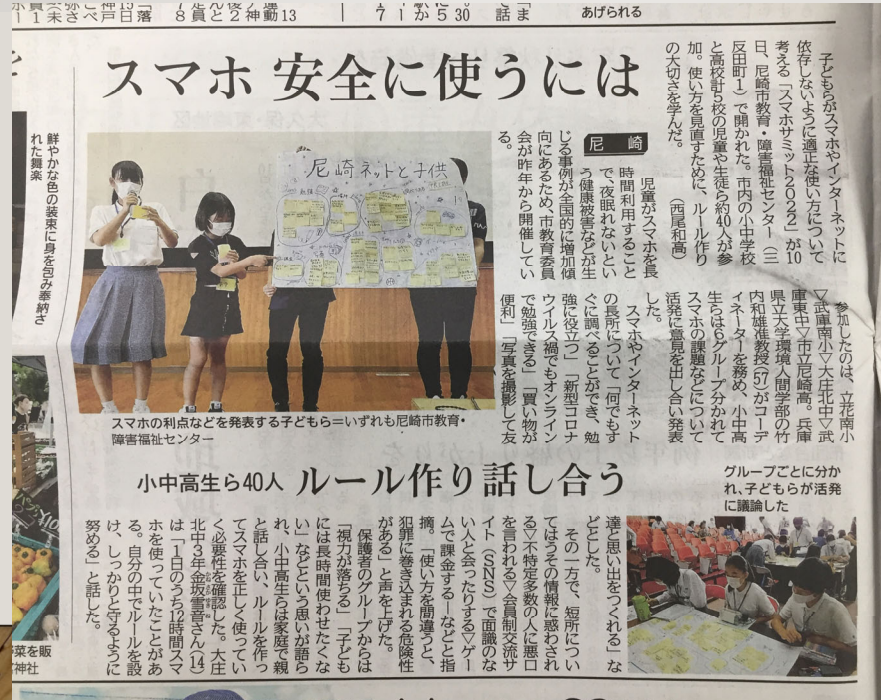 あげられる
スマホ 安全に使うには
子どもらがスマホやインターネットに
依存しないように適正な使い方について
考える「スマホサミット2022」が10
日、尼崎市教育・障害福祉センター(三
反田町1)で開かれた。市内の小中学校
と高校計5校の児童や生徒ら約40人が参
加。使い方を見直すために、ルール作り
の大切さを学んだ。 (西尾和高)
尼崎
児童がスマホを長
時間利用すること
で、夜眠れないとい
う健康被害などが生
じる事例が全国的に増加傾
向にあるため、市教育委員
会が昨年から開催してい
る。
参加したのは、立花南小
▽武庫南小▽大庄北中▽武
庫東中▽市立尼崎高。兵庫
県立大学環境人間学部の竹
内和雄准教授(57)がコーデ
ィネーターを務め、小中高
生らは6グループ分かれて
スマホの課題などについて
活発に意見を出し合い発表
した。
スマホやインターネット
の長所について「何でもす
ぐに調べることができ、勉
強に役立つ」「新型コロナ
ウイルス禍でもオンライン
で勉強できる」「買い物が
便利」「写真を撮影して友
達と思い出をつくれる」な
どとした。
その一方で、短所につい
てはうその情報に惑わされ
る▽不特定多数の人に悪口
を言われる▽会員制交流サ
イト(SNS)で面識のな
い人と会ったりする▽ゲー
ムで課金する―などと指
摘。「使い方を間違うと、
犯罪に巻き込まれる危険性
がある」と声を上げた。
保護者のグループからは
「視力が落ちる」「子ども
には長時間使わせたくな
い」などという思いが語ら
れ、小中高生らは家庭で親
と話し合い、ルールを作っ
てスマホを正しく使ってい
く必要性を確認した。大庄
北中3年金坂寄音さん(14)
は「1日のうち12時間スマ
ホを使っていたことがあ
る。自分の中でルールを設
け、しっかりと守るように
努める」と話した。
尼崎ネットと子供
スマホの利点などを発表する子どもら=いずれも尼崎市教育・
障害福祉センター
小中高生ら40人 ルール作り話し合う
グループごとに分か
れ、子どもらが活発
に議論した
鮮やかな色の装束に身を包み奉納さ
れた舞楽
菜を販
神社